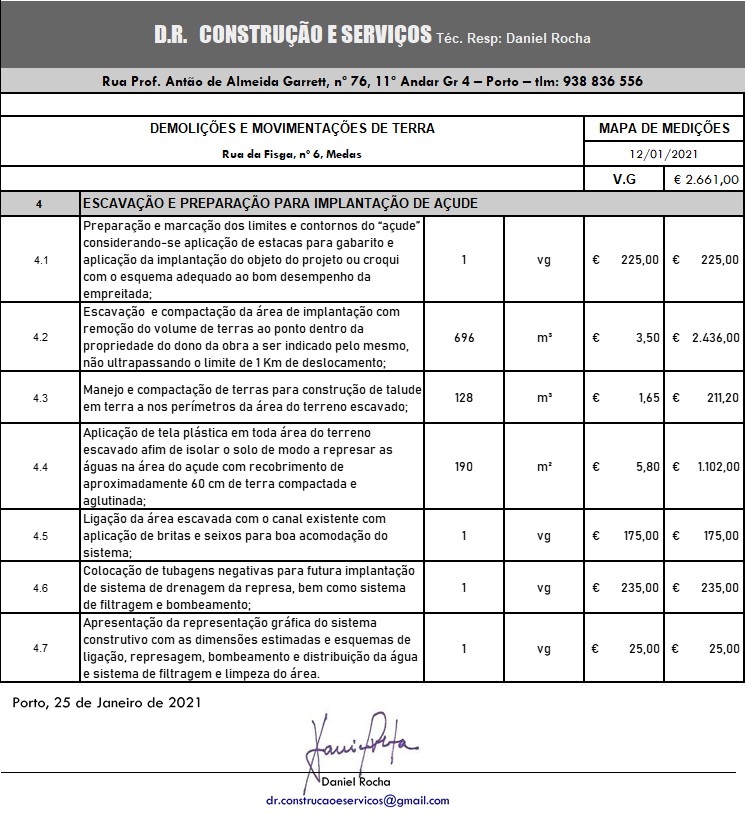 D.R. CONSTRUÇÃO E SERVIÇOS Téc. Resp: Daniel Rocha
Rua Prof. Antão de Almeida Garrett, nº 76, 11º Andar Gr 4 – Porto – tlm: 938 836 556
DEMOLIÇÕES E MOVIMENTAÇÕES DE TERRA MAPA DE MEDIÇÕES
Rua da Fisga, nº 6, Medas 12/01/2021
V.G € 2.661,00
4 ESCAVAÇÃO E PREPARAÇÃO PARA IMPLANTAÇÃO DE AÇUDE
Preparação e marcação dos limites e contornos do “açude”
considerando-se aplicação de estacas para gabarito e
4.1 aplicação da implantação do objeto do projeto ou croqui 1 vg € 225,00 € 225,00
com o esquema adequado ao bom desempenho da
empreitada;
Escavação e compactação da área de implantação com
4.2 remoção do volume de terras ao ponto dentro da 696 m³ € 3,50 € 2.436,00
propriedade do dono da obra a ser indicado pelo mesmo,
não ultrapassando o limite de 1 Km de deslocamento;
4.3 Manejo e compactação de terras para construção de talude 128 m³ € 1,65 € 211,20
em terra a nos perímetros da área do terreno escavado;
Aplicação de tela plástica em toda área do terreno
escavado afim de isolar o solo de modo a represar as
4.4 águas na área do açude com recobrimento de 190 m² € 5,80 € 1.102,00
aproximadamente 60 cm de terra compactada e
aglutinada;
Ligação da área escavada com o canal existente com
4.5 aplicação de britas e seixos para boa acomodação do 1 vg € 175,00 € 175,00
sistema;
Colocação de tubagens negativas para futura implantação
4.6 de sistema de drenagem da represa, bem como sistema 1 vg € 235,00 € 235,00
de filtragem e bombeamento;
Apresentação da representação gráfica do sistema
construtivo com as dimensões estimadas e esquemas de
4.7 ligação, represagem, bombeamento e distribuição da água 1 vg € 25,00 € 25,00
e sistema de filtragem e limpeza do área.
Porto, 25 de Janeiro de 2021
Daniel Rocha
dr.construcaoeservicos@gmail.com